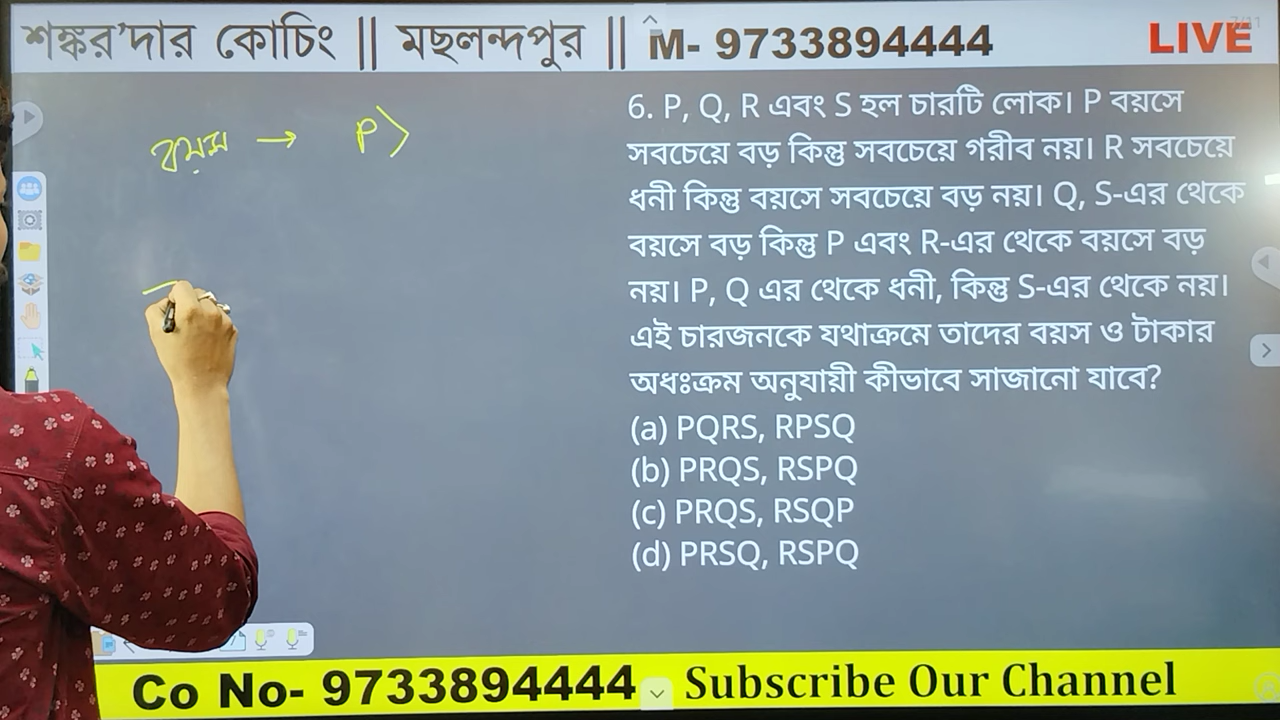 শঙ্কর'দার কোচিং || মছলন্দপুর || M- 9733894444 LIVE
7/11
বয়স → P >
6. P, Q, R এবং S হল চারটি লোক। P বয়সে
সবচেয়ে বড় কিন্তু সবচেয়ে গরীব নয়। R সবচেয়ে
ধনী কিন্তু বয়সে সবচেয়ে বড় নয়। Q, S-এর থেকে
বয়সে বড় কিন্তু P এবং R-এর থেকে বয়সে বড়
নয়। P, Q এর থেকে ধনী, কিন্তু S-এর থেকে নয়।
এই চারজনকে যথাক্রমে তাদের বয়স ও টাকার
অধঃক্রম অনুযায়ী কীভাবে সাজানো যাবে?
(a) PQRS, RPSQ
(b) PRQS, RSPQ
(c) PRQS, RSQP
(d) PRSQ, RSPQ
Co No- 9733894444 Subscribe Our Channel